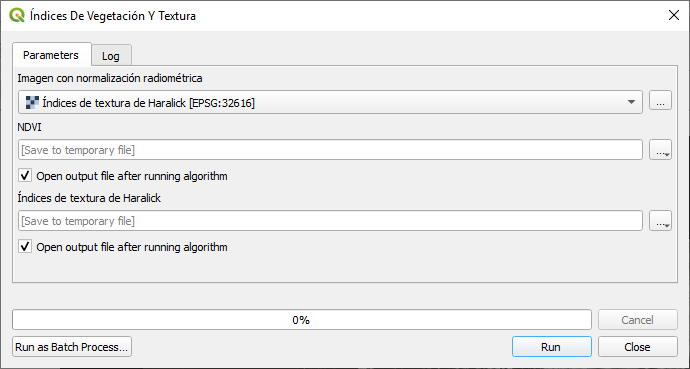 Índices De Vegetación Y Textura
Parameters Log
Imagen con normalización radiométrica
Índices de textura de Haralick [EPSG:32616]
...
NDVI
[Save to temporary file]
...
Open output file after running algorithm
Índices de textura de Haralick
[Save to temporary file]
...
Open output file after running algorithm
0%
Cancel
Run as Batch Process...
Run
Close